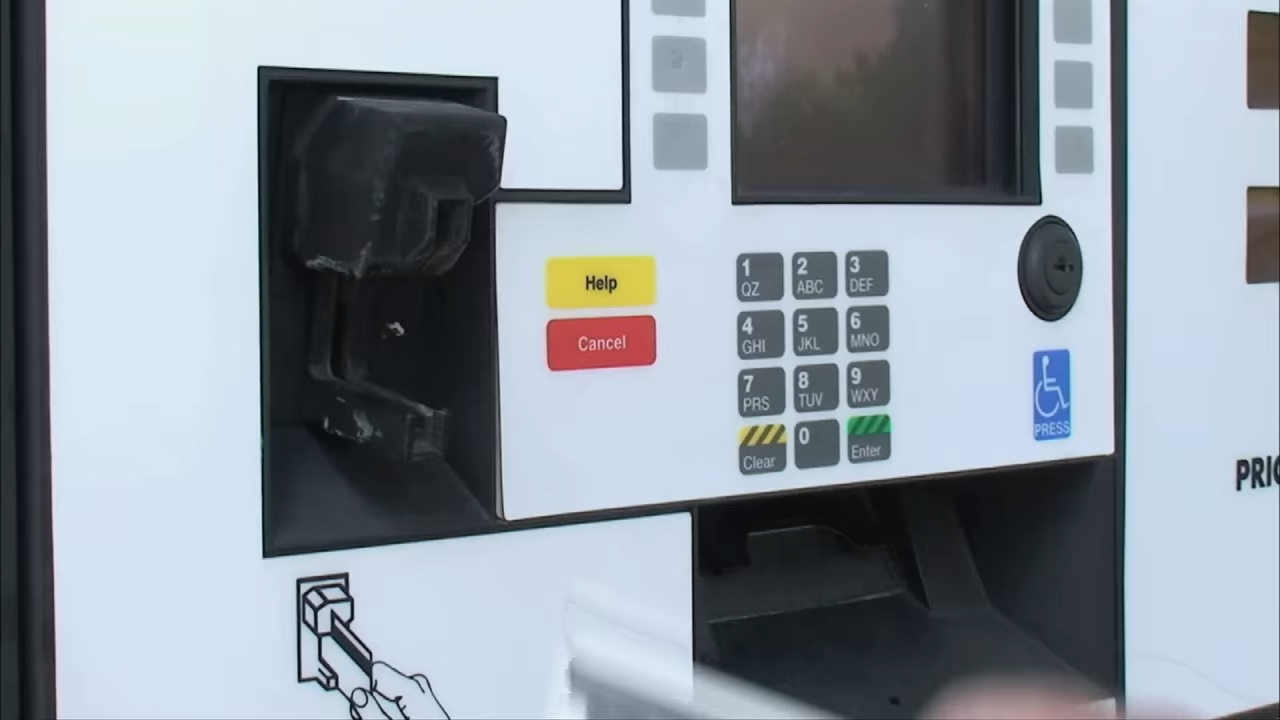 Help
Cancel
1
QZ
2
ABC
3
DEF
4
GHI
5
JKL
6
MNO
7
PRS
8
TUV
9
WXY
Clear
0
Enter
PRESS
PRIC